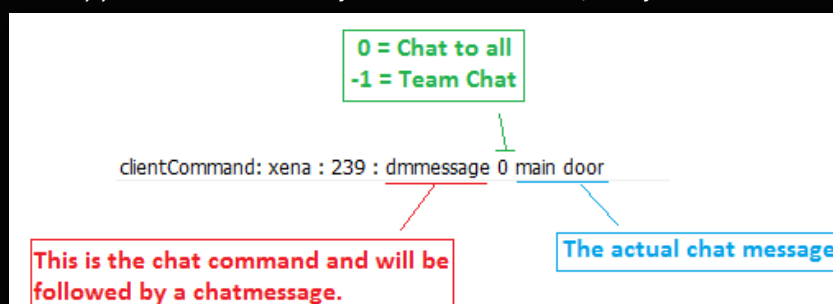 0 = Chat to all
-1 = Team Chat
clientCommand: xena : 239 : dmmessage 0 main door
This is the chat command and will be
followed by a chatmessage.
The actual chat message